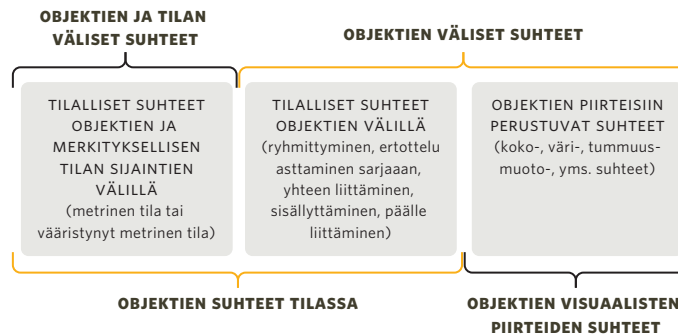 OBJEKTIEN JA TILAN
VÄLISET SUHTEET
OBJEKTIEN VÄLISET SUHTEET
TILALLISET SUHTEET
OBJEKTIEN JA
MERKITYKSELLISEN
TILAN SIJAINTIEN
VÄLILLÄ
(metrinen tila tai
vääristynyt metrinen tila)
TILALLISET SUHTEET
OBJEKTIEN VÄLILLÄ
(ryhmittyminen, ertottelu
asttaminen sarjaaan,
yhteen liittäminen,
sisällyttäminen, päälle
liittäminen)
OBJEKTIEN PIIRTEISIIN
PERUSTUVAT SUHTEET
(koko-, väri-, tummuus-
muoto-, yms. suhteet)
OBJEKTIEN SUHTEET TILASSA
OBJEKTIEN VISUAALISTEN
PIIRTEIDEN SUHTEET